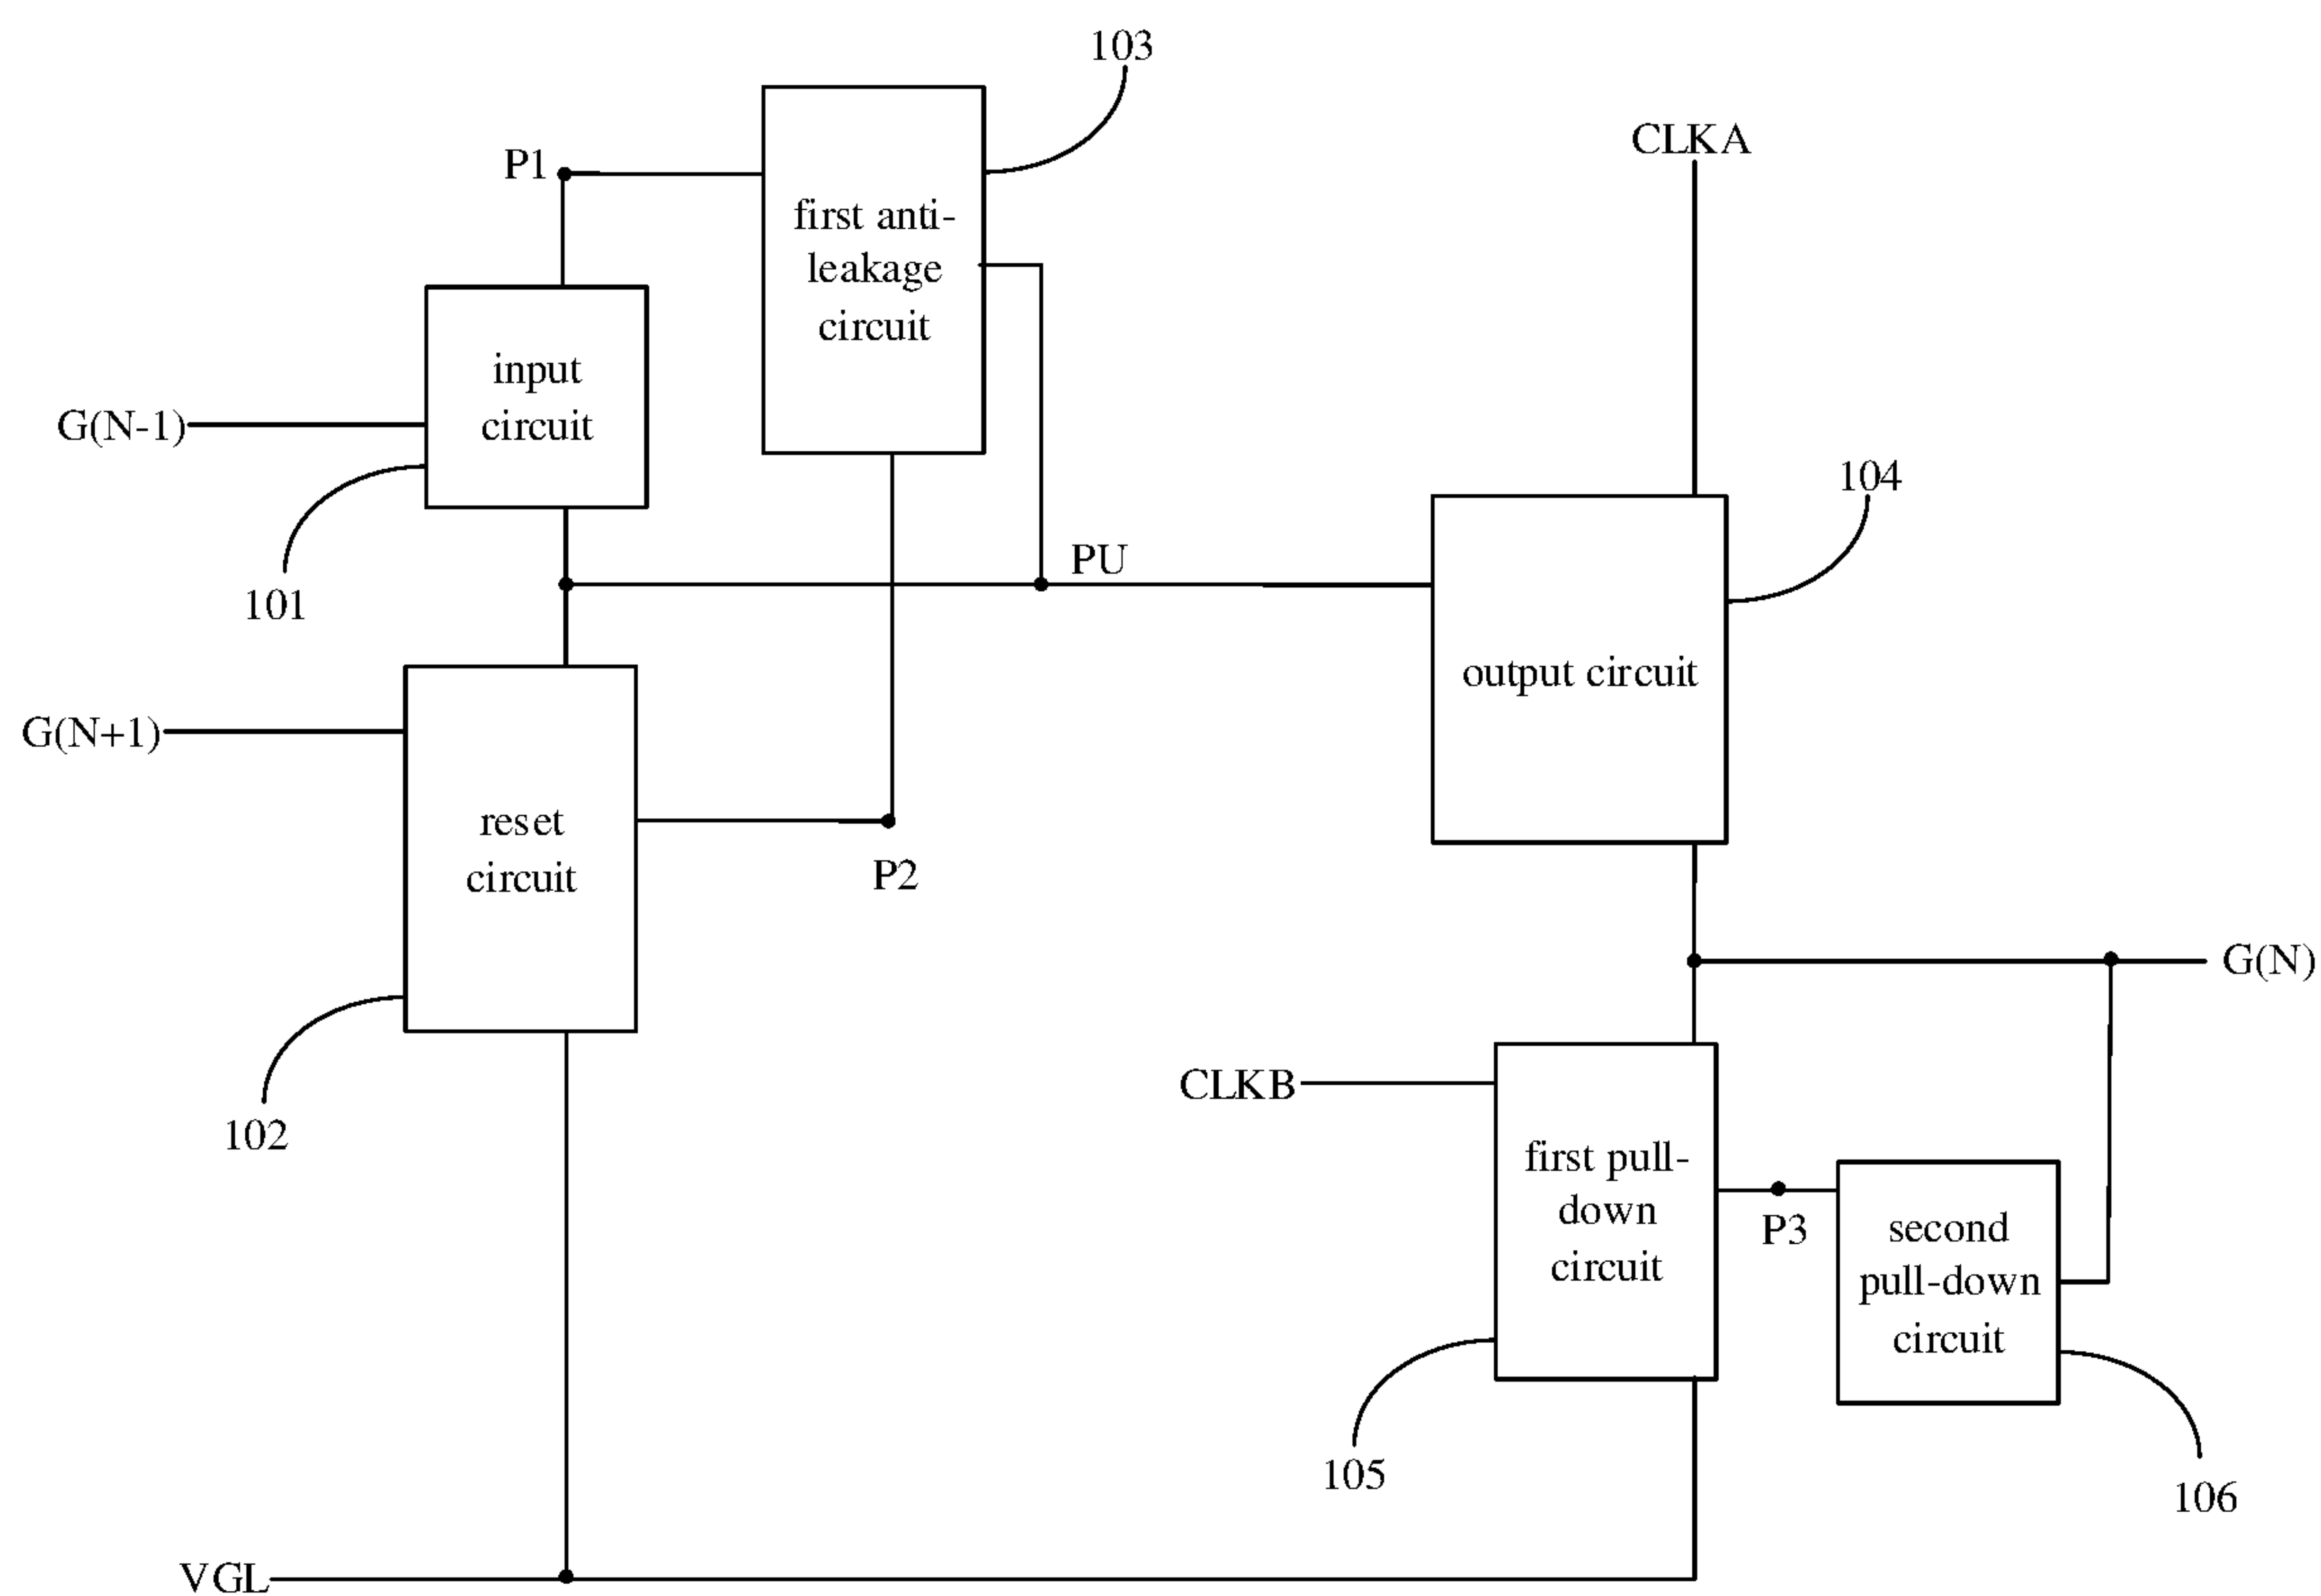 103
CLKA
P1
first anti-
leakage
circuit
input
circuit
G(N-1)
104
101
PU
output circuit
G(N+1)
reset
circuit
P2
G(N)
CLKB
102
first pull-
down
circuit
P3
second
pull-down
circuit
105
106
VGL